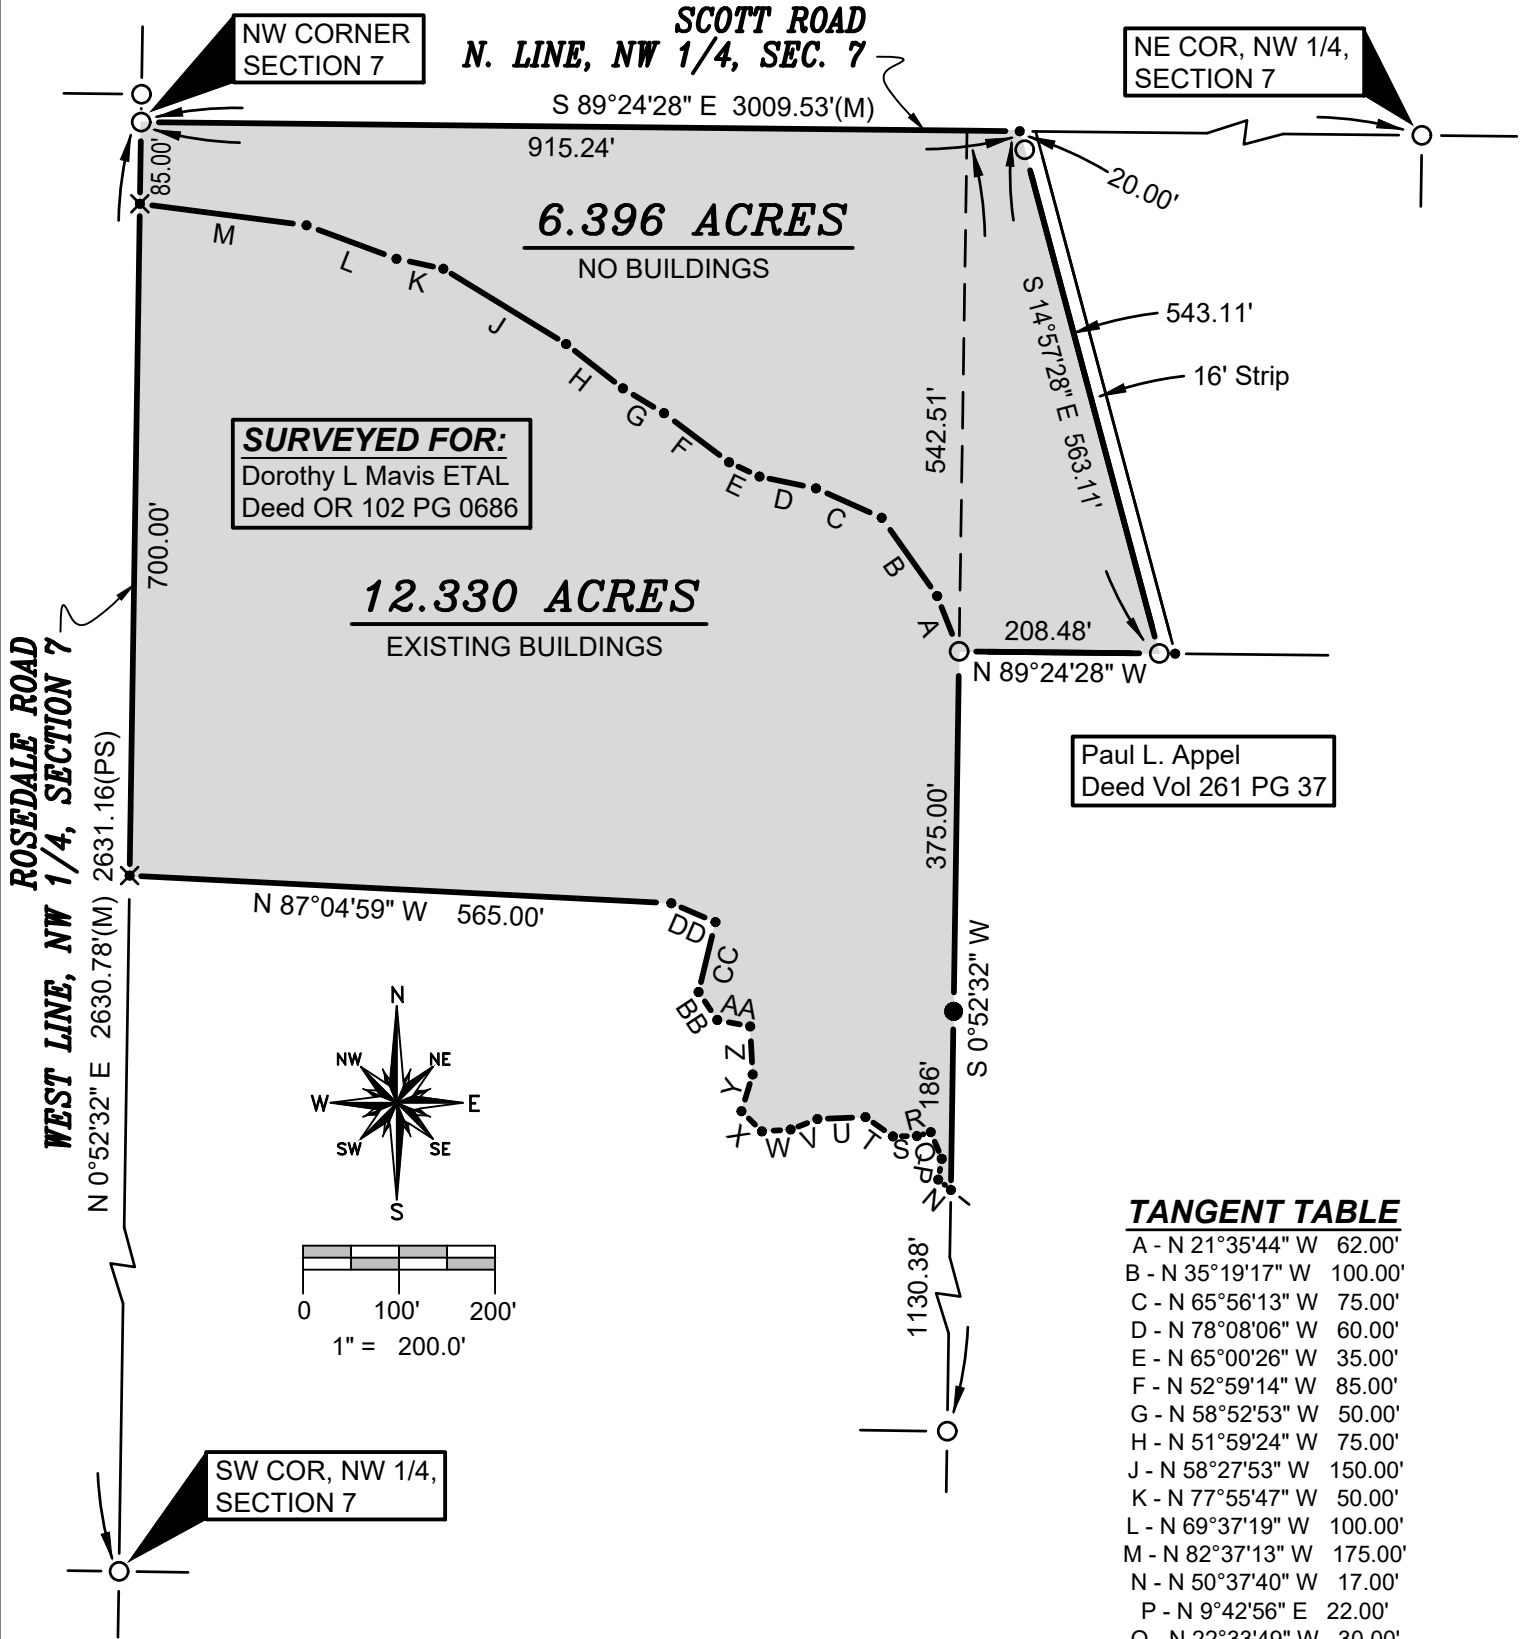 SCOTT ROAD
N. LINE, NW 1/4, SEC. 7
NW CORNER
SECTION 7
NE COR, NW 1/4,
SECTION 7
S 89°24'28" E 3009.53'(M)
915.24'
85.00'
20.00'
6.396 ACRES
NO BUILDINGS
M
L
K
J
H
G
F
E
D
C
B
A
S 14°57'28" E 563.11'
543.11'
16' Strip
542.51'
SURVEYED FOR:
Dorothy L Mavis ETAL
Deed OR 102 PG 0686
700.00'
12.330 ACRES
EXISTING BUILDINGS
208.48'
N 89°24'28" W
ROSEDALE ROAD
WEST LINE, NW 1/4, SECTION 7
N 0°52'32" E 2630.78'(M) 2631.16(PS)
Paul L. Appel
Deed Vol 261 PG 37
375.00'
N 87°04'59" W 565.00'
S 0°52'32" W
186'
DD
CC
BB
AA
Z
Y
X
W
V
U
T
S
R
Q
P
N
N
NW
NE
W
E
SW
SE
S
0 100' 200'
1" = 200.0'
1130.38'
SW COR, NW 1/4,
SECTION 7
TANGENT TABLE
A - N 21°35'44" W 62.00'
B - N 35°19'17" W 100.00'
C - N 65°56'13" W 75.00'
D - N 78°08'06" W 60.00'
E - N 65°00'26" W 35.00'
F - N 52°59'14" W 85.00'
G - N 58°52'53" W 50.00'
H - N 51°59'24" W 75.00'
J - N 58°27'53" W 150.00'
K - N 77°55'47" W 50.00'
L - N 69°37'19" W 100.00'
M - N 82°37'13" W 175.00'
N - N 50°37'40" W 17.00'
P - N 9°42'56" E 22.00'
Q - N 22°33'49" W 30.00'